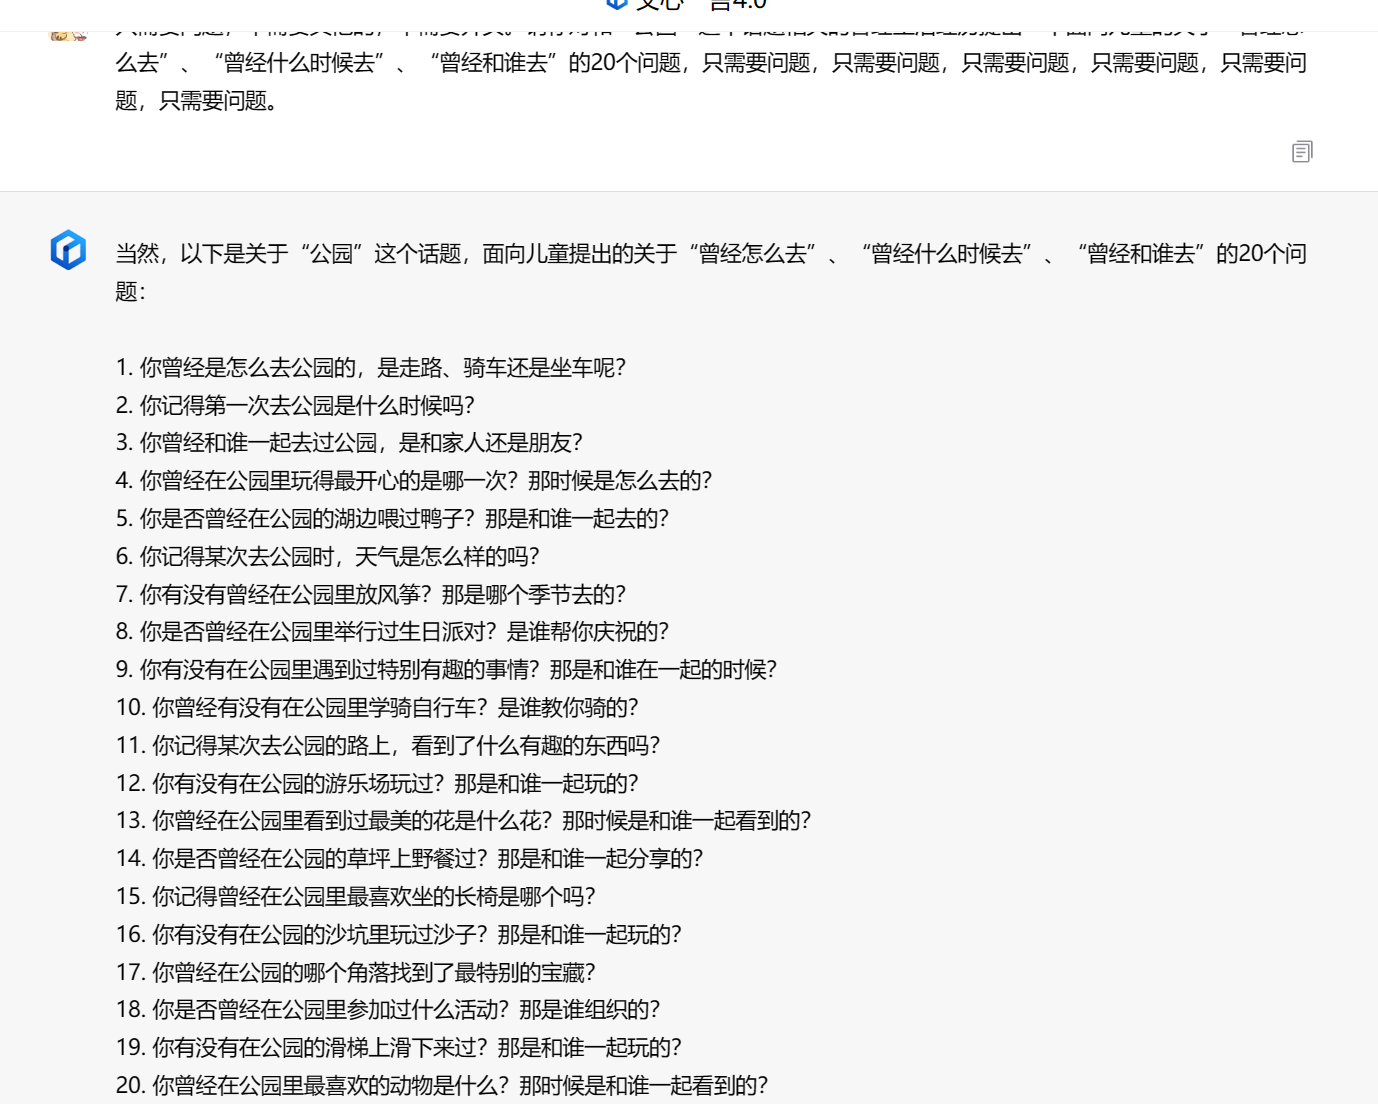 文心一言4.0
么去”、“曾经什么时候去”、“曾经和谁去”的20个问题，只需要问题，只需要问题，只需要问题，只需要问题，只需要问
题，只需要问题。
当然，以下是关于“公园”这个话题，面向儿童提出的关于“曾经怎么去”、“曾经什么时候去”、“曾经和谁去”的20个问
题：
1. 你曾经是怎么去公园的，是走路、骑车还是坐车呢？
2. 你记得第一次去公园是什么时候吗？
3. 你曾经和谁一起去过公园，是和家人还是朋友？
4. 你曾经在公园里玩得最开心的是哪一次？那时候是怎么去的？
5. 你是否曾经在公园的湖边喂过鸭子？那是和谁一起去的？
6. 你记得某次去公园时，天气是怎么样的吗？
7. 你有没有曾经在公园里放风筝？那是哪个季节去的？
8. 你是否曾经在公园里举行过生日派对？是谁帮你庆祝的？
9. 你有没有在公园里遇到过特别有趣的事情？那是和谁在一起的时候？
10. 你曾经有没有在公园里学骑自行车？是谁教你骑的？
11. 你记得某次去公园的路上，看到了什么有趣的东西吗？
12. 你有没有在公园的游乐场玩过？那是和谁一起玩的？
13. 你曾经在公园里看到过最美的花是什么花？那时候是和谁一起看到的？
14. 你是否曾经在公园的草坪上野餐过？那是和谁一起分享的？
15. 你记得曾经在公园里最喜欢坐的长椅是哪个吗？
16. 你有没有在公园的沙坑里玩过沙子？那是和谁一起玩的？
17. 你曾经在公园的哪个角落找到了最特别的宝藏？
18. 你是否曾经在公园里参加过什么活动？那是谁组织的？
19. 你有没有在公园的滑梯上滑下来过？那是和谁一起玩的？
20. 你曾经在公园里最喜欢的动物是什么？那时候是和谁一起看到的？